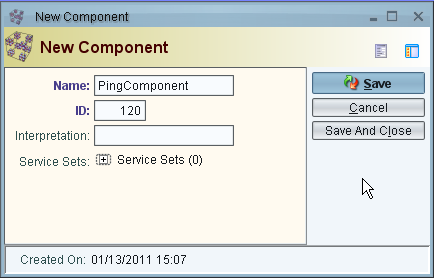 New Component
New Component
Name: PingComponent
ID: 120
Interpretation:
Service Sets: Service Sets (0)
Save
Cancel
Save And Close
Created On: 01/13/2011 15:07